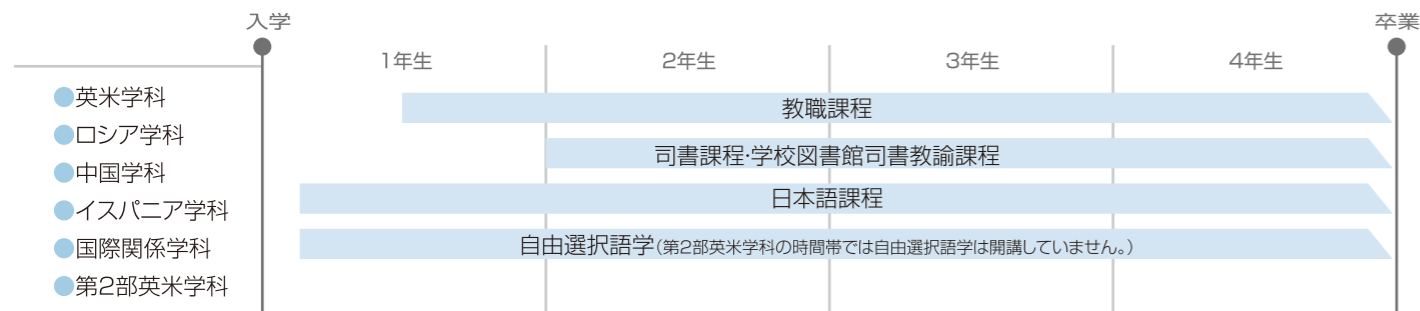 入学
卒業
1年生
2年生
3年生
4年生
英米学科
ロシア学科
中国学科
イスパニア学科
国際関係学科
第2部英米学科
教職課程
司書課程・学校図書館司書教諭課程
日本語課程
自由選択語学(第2部英米学科の時間帯では自由選択語学は開講していません。)